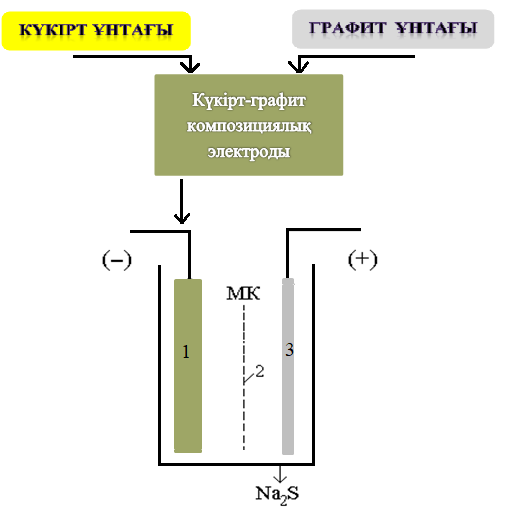 КҮКІРТ ҰНТАҒЫ
ГРАФИТ ҰНТАҒЫ
Күкірт-графит
композициялық
электроды
(–)
(+)
МК
1
3
2
Na₂S